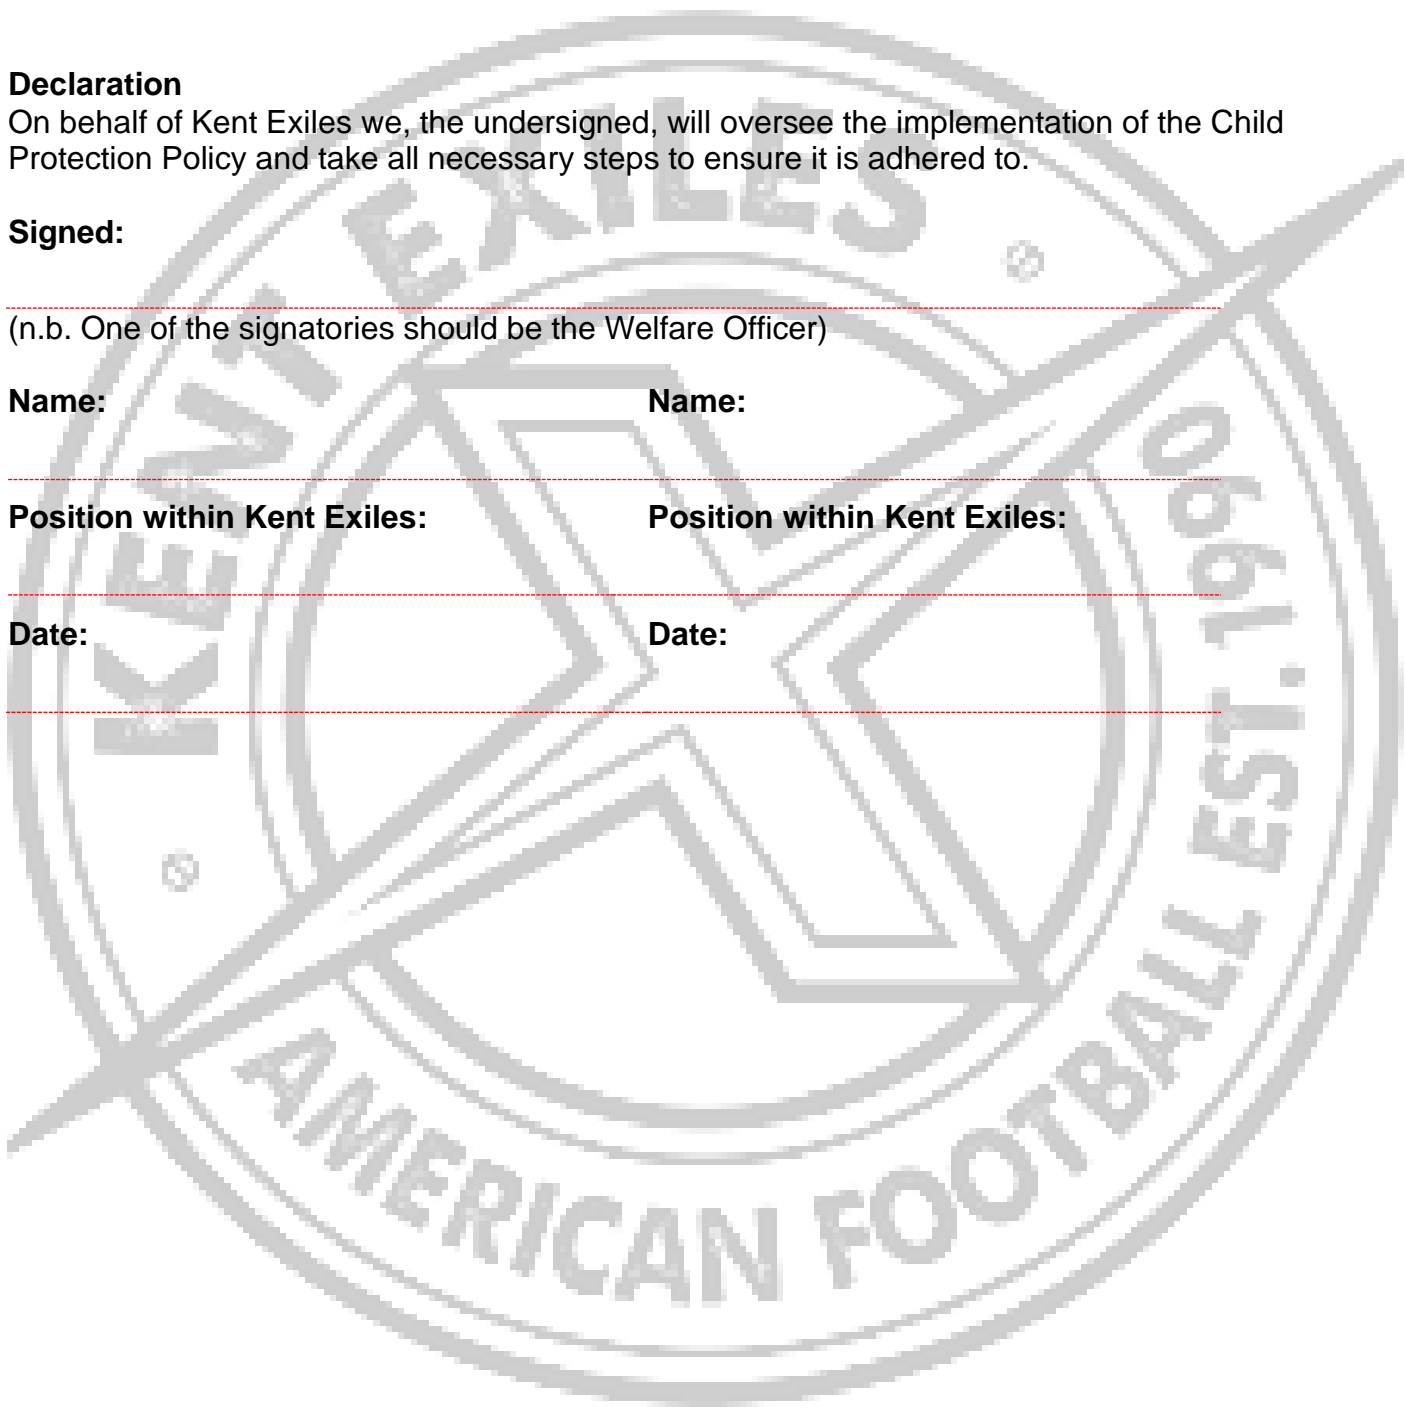 Declaration
On behalf of Kent Exiles we, the undersigned, will oversee the implementation of the Child
Protection Policy and take all necessary steps to ensure it is adhered to.
Signed:
(n.b. One of the signatories should be the Welfare Officer)
Name: Name:
Position within Kent Exiles: Position within Kent Exiles:
Date: Date:
KENT EXILES
AMERICAN FOOTBALL EST. 1990